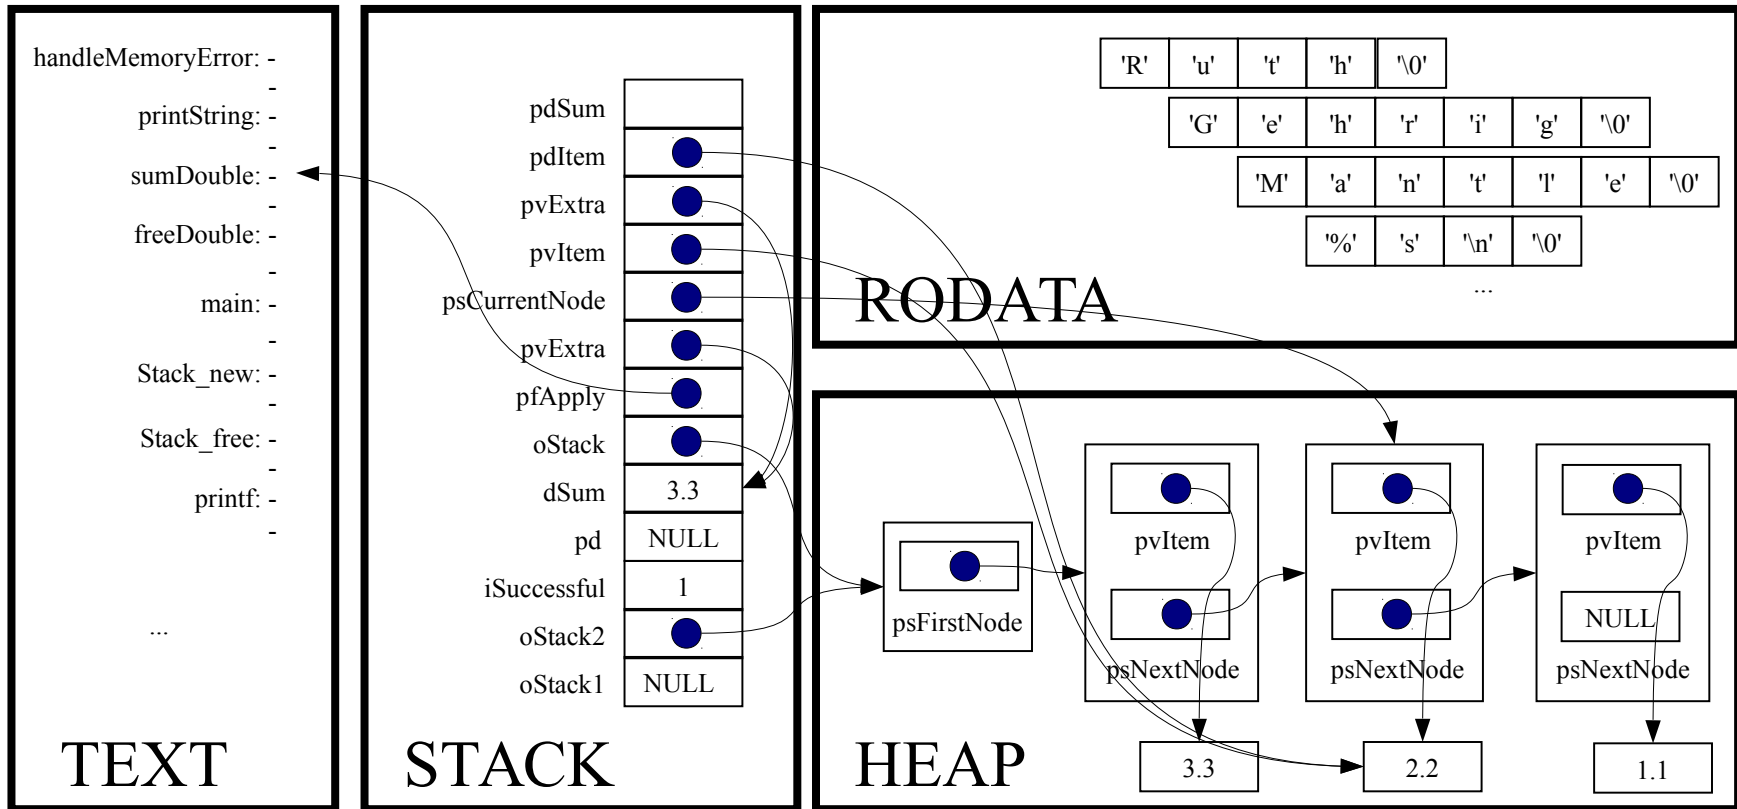 handleMemoryError: -
-
printString: -
-
sumDouble: -
-
freeDouble: -
-
main: -
-
Stack_new: -
-
Stack_free: -
-
printf: -
-
...
TEXT
pdSum
pdItem
pvExtra
pvItem
psCurrentNode
pvExtra
pfApply
oStack
dSum 3.3
pd NULL
iSuccessful 1
oStack2
oStack1 NULL
STACK
'R' 'u' 't' 'h' '\0'
'G' 'e' 'h' 'r' 'i' 'g' '\0'
'M' 'a' 'n' 't' 'l' 'e' '\0'
'%' 's' '\n' '\0'
...
RODATA
psFirstNode
pvItem pvItem pvItem
NULL
psNextNode psNextNode psNextNode
3.3 2.2 1.1
HEAP